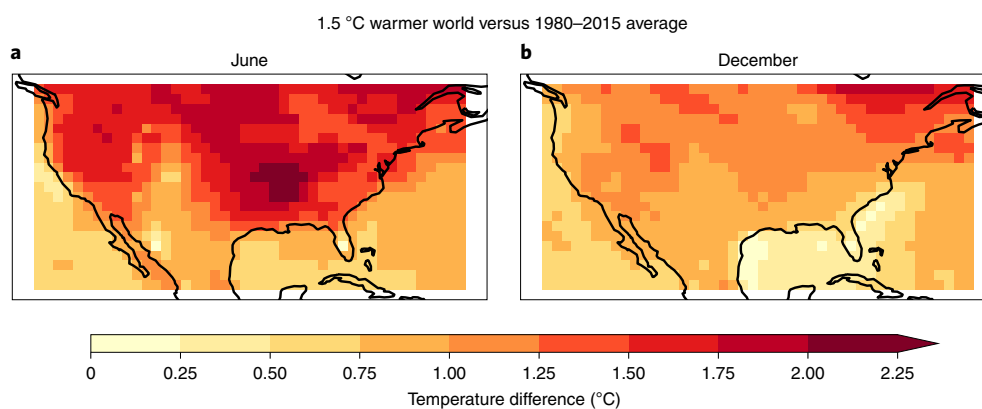 1.5 °C warmer world versus 1980–2015 average
a
June
b
December
0 0.25 0.50 0.75 1.00 1.25 1.50 1.75 2.00 2.25
Temperature difference (°C)